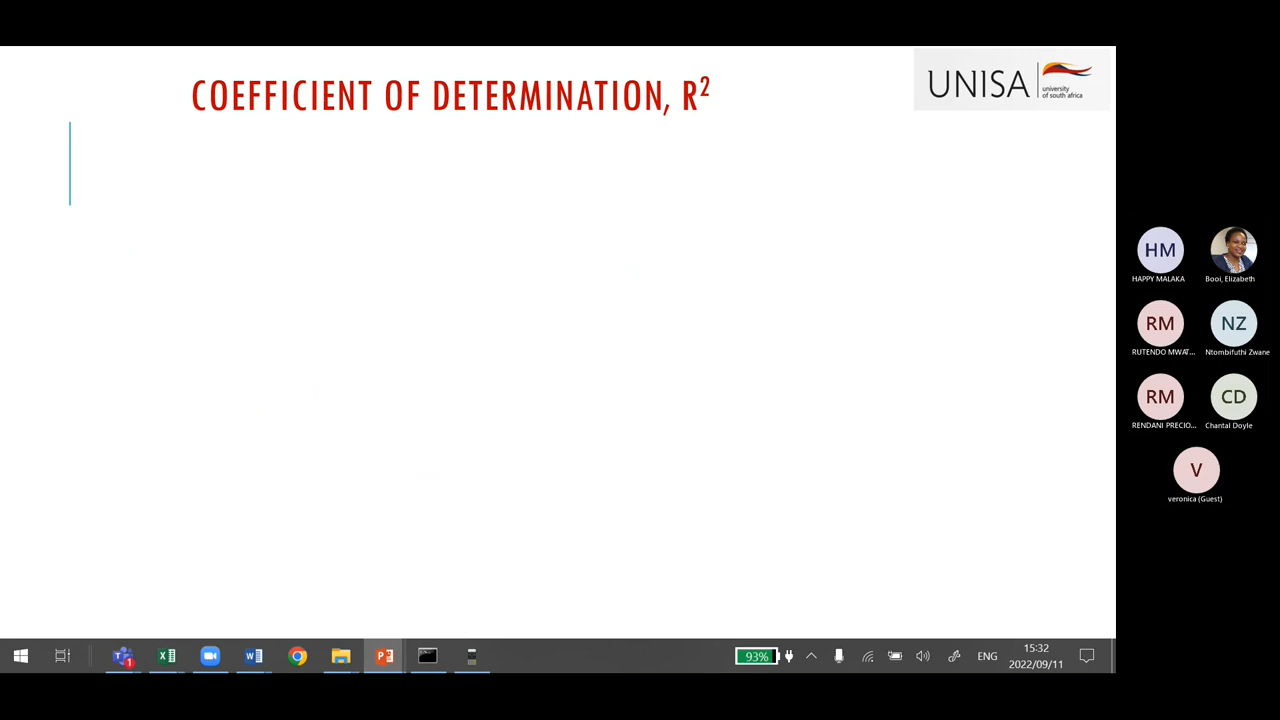 COEFFICIENT OF DETERMINATION, R²
UNISA
university
of south africa
HM
HAPPY MALAKA
Booi, Elizabeth
RM
RUTENDO MWAT...
NZ
Ntombifuthi Zwane
RM
RENDANI PRECIO...
CD
Chantal Doyle
V
veronica (Guest)
1
93%
ENG
15:32
2022/09/11